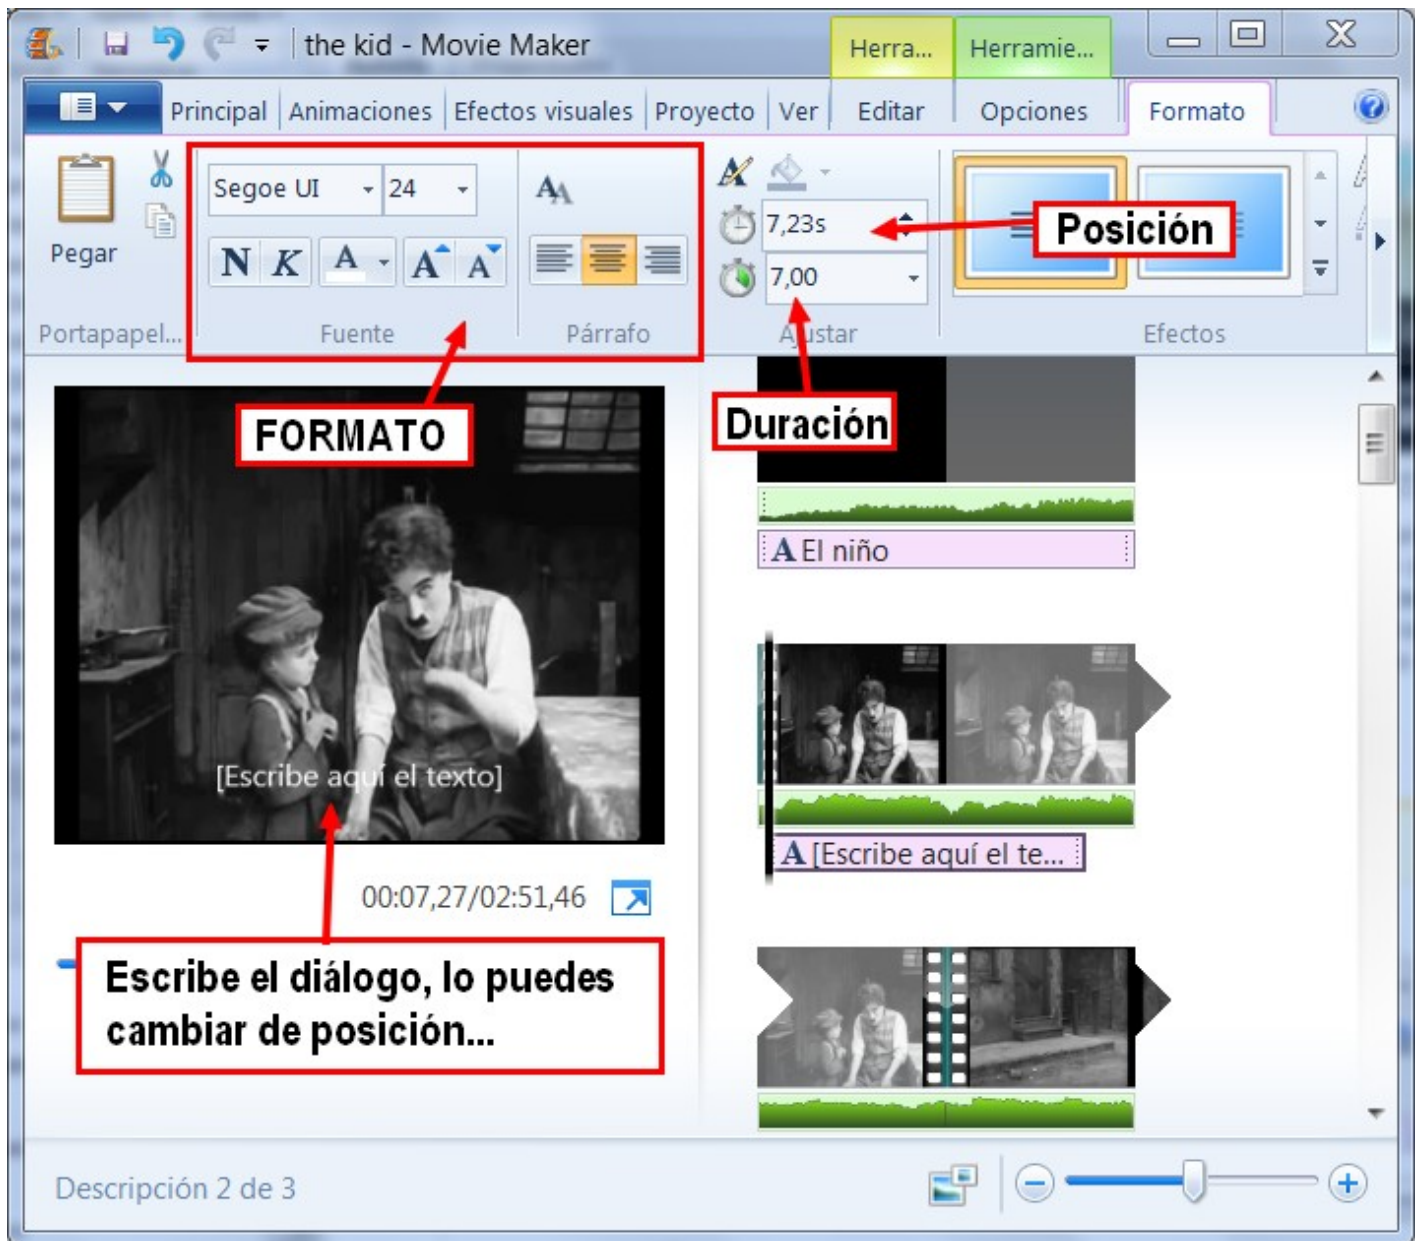 the kid - Movie Maker
Herra...
Herramie...
Principal
Animaciones
Efectos visuales
Proyecto
Ver
Editar
Opciones
Formato
Pegar
Portapapel...
Segoe UI
24
N K A A A
Fuente
Párrafo
7,23s
7,00
Ajustar
Posición
Efectos
FORMATO
Duración
A El niño
[Escribe aquí el texto]
A [Escribe aquí el te...
00:07,27/02:51,46
Escribe el diálogo, lo puedes
cambiar de posición...
Descripción 2 de 3